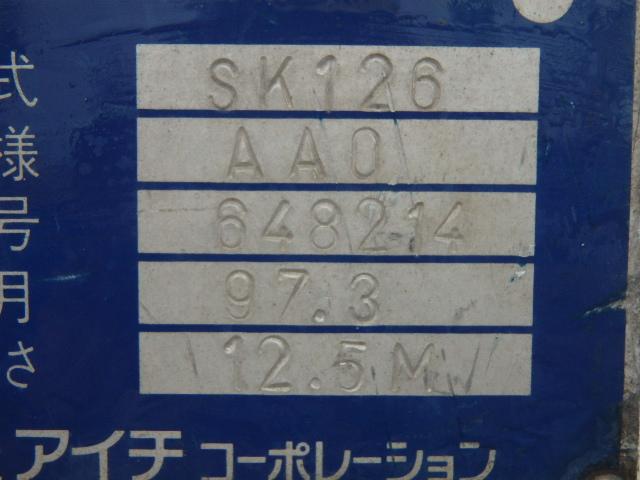 式 SK126
様 AAO
号 648214
月 97.3
さ 12.5M
アイチコーポレーション